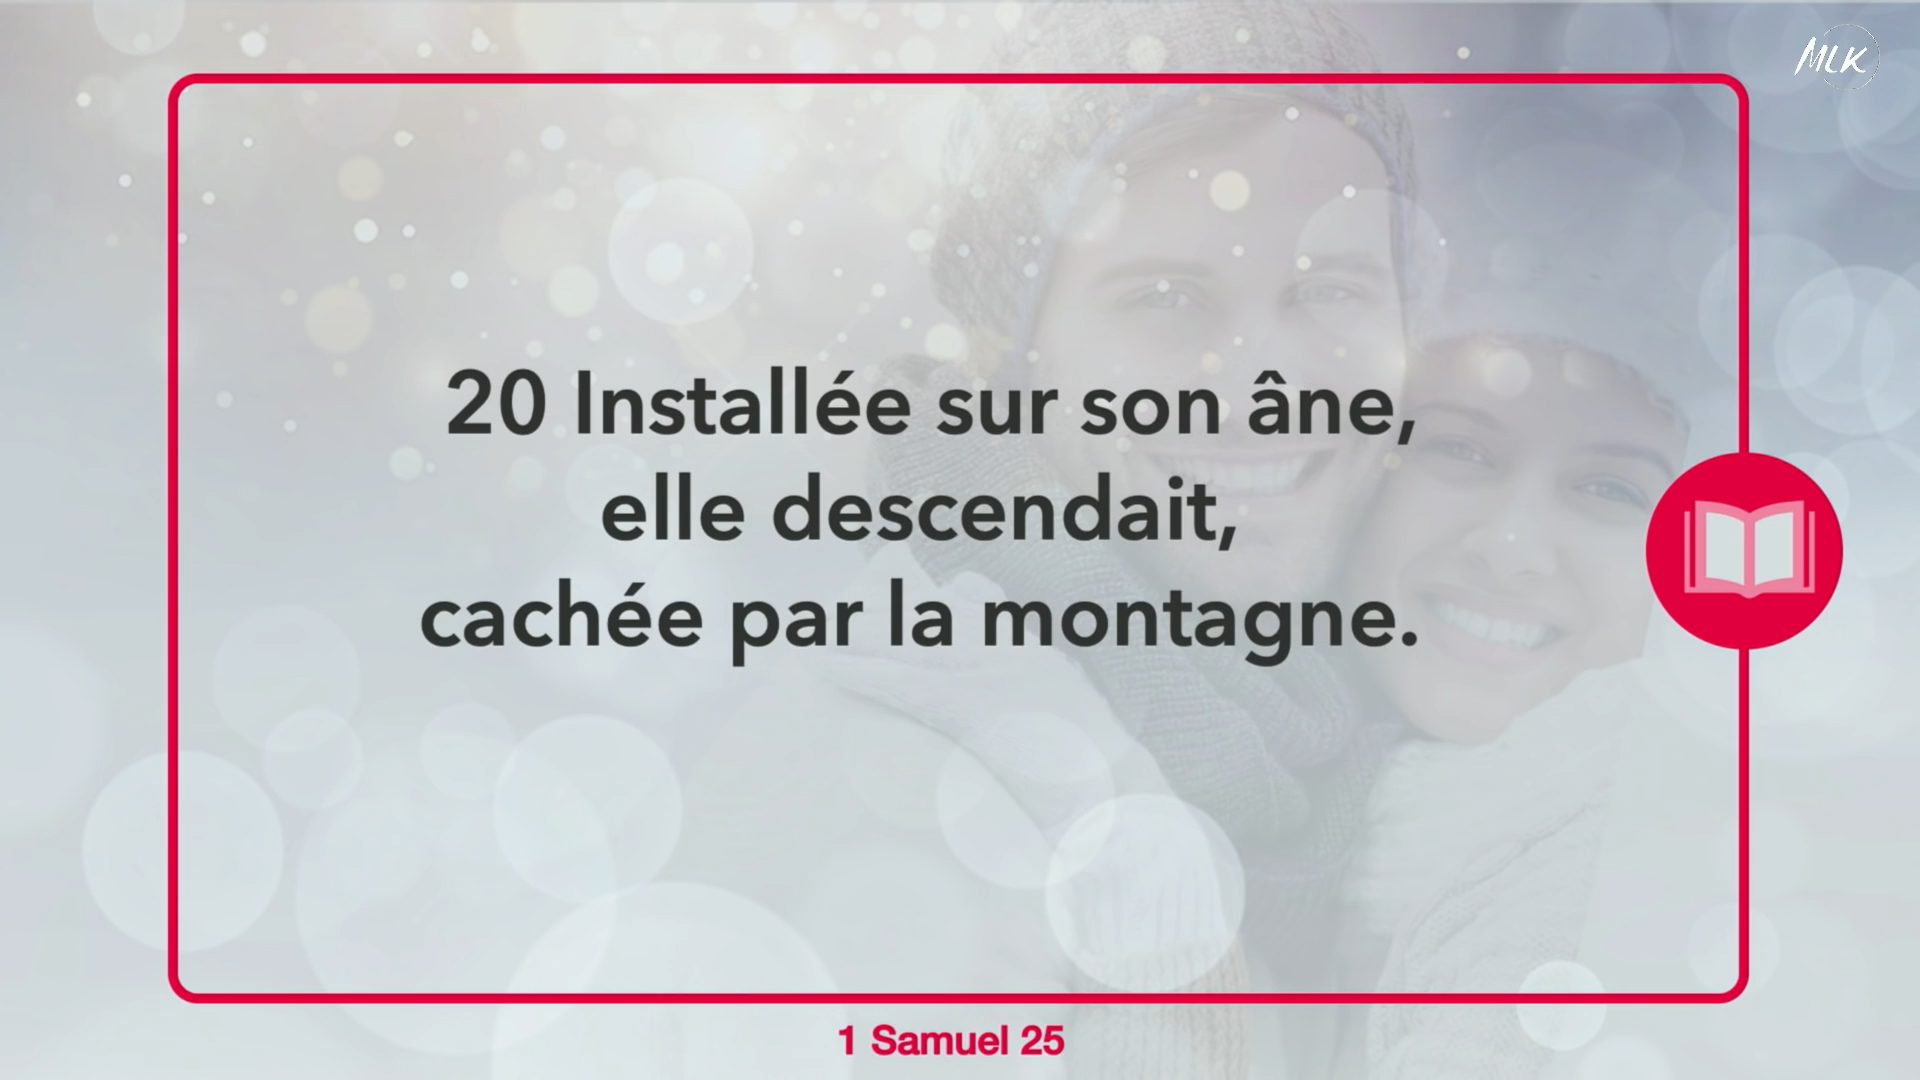 MLK
20 Installée sur son âne,
elle descendait,
cachée par la montagne.
1 Samuel 25